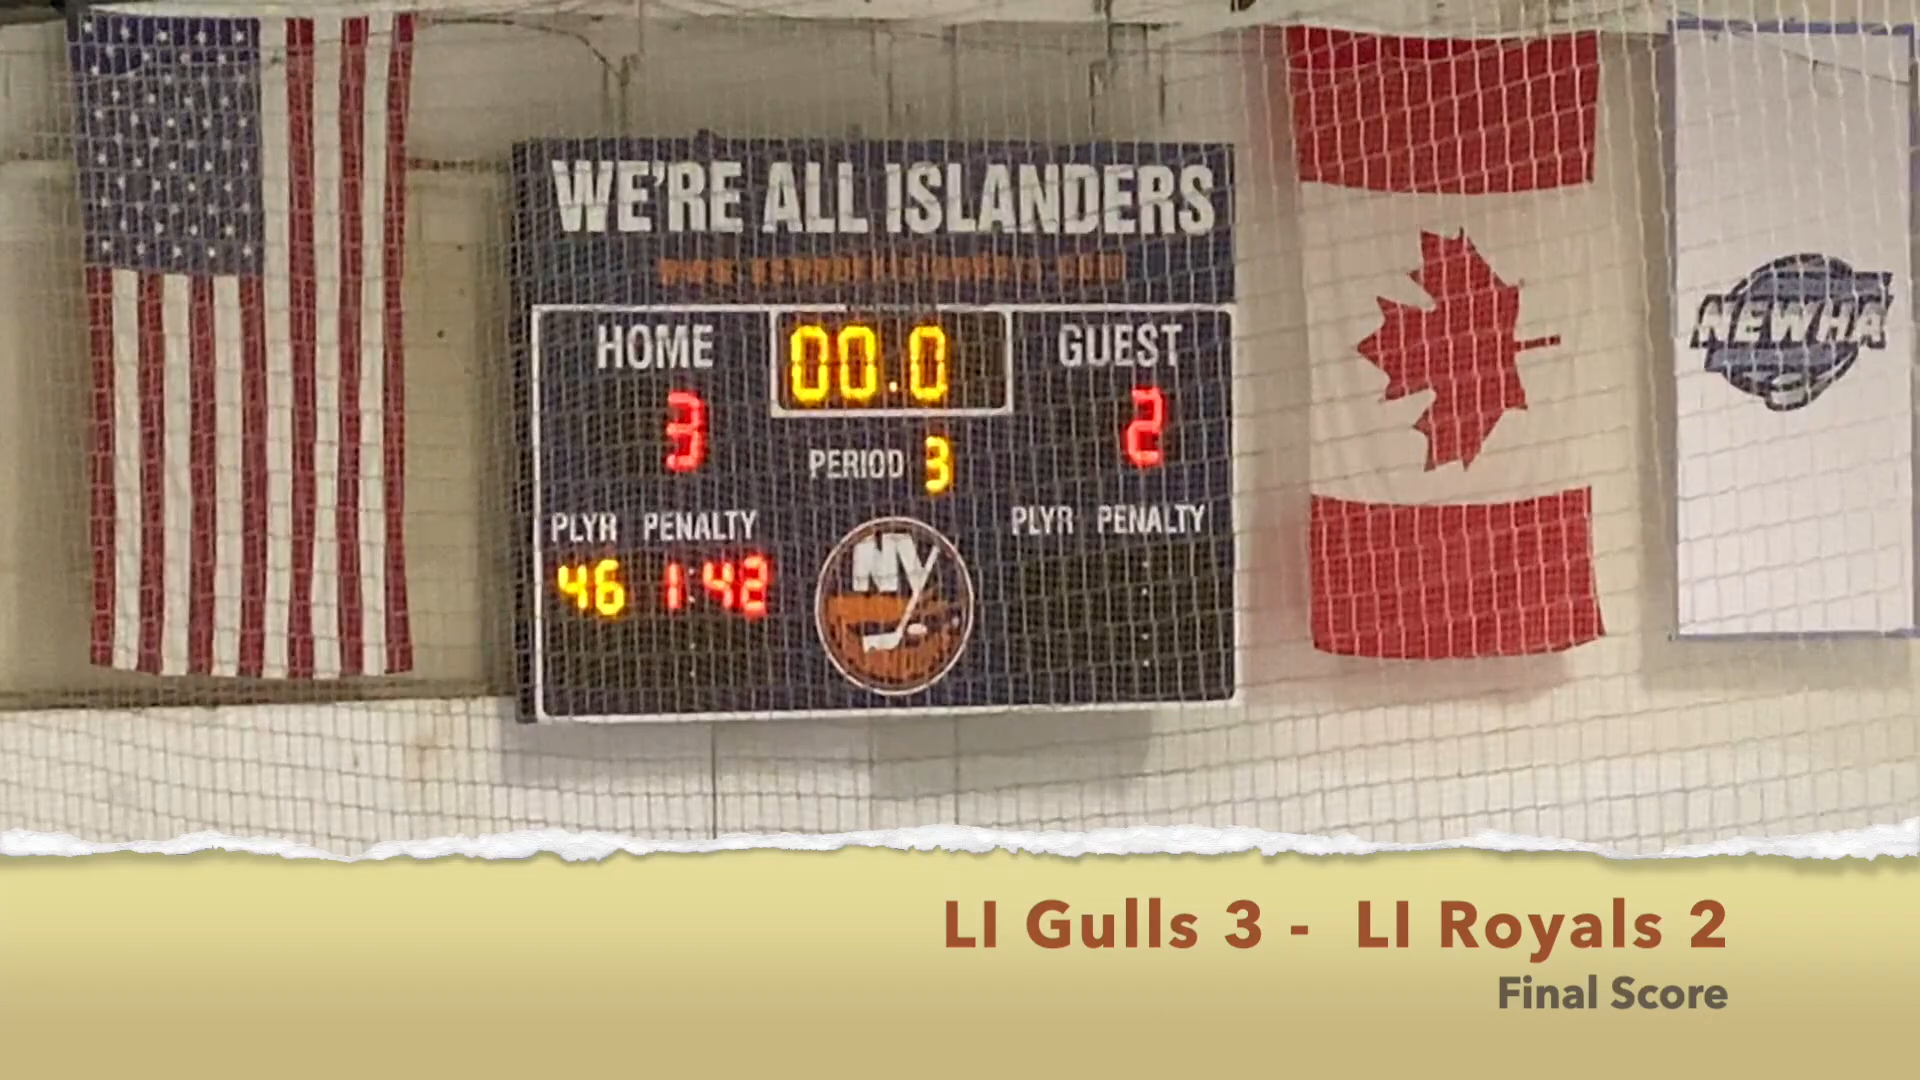 WE'RE ALL ISLANDERS
HOME 00.0 GUEST
3 2
PERIOD 3
PLYR PENALTY PLYR PENALTY
46 1:42
NY
NEWHA
LI Gulls 3 - LI Royals 2
Final Score